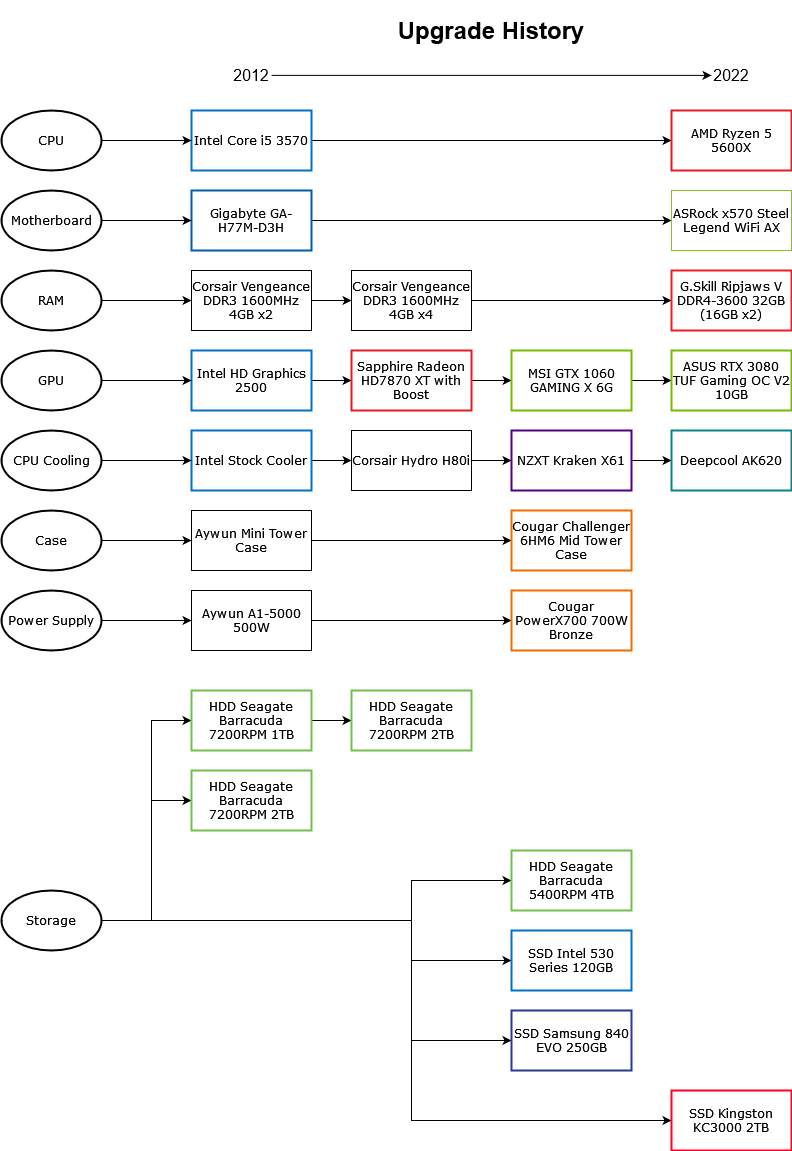 Upgrade History
2012
2022
CPU
Intel Core i5 3570
AMD Ryzen 5
5600X
Motherboard
Gigabyte GA-
H77M-D3H
ASRock x570 Steel
Legend WiFi AX
RAM
Corsair Vengeance
DDR3 1600MHz
4GB x2
Corsair Vengeance
DDR3 1600MHz
4GB x4
G.Skill Ripjaws V
DDR4-3600 32GB
(16GB x2)
GPU
Intel HD Graphics
2500
Sapphire Radeon
HD7870 XT with
Boost
MSI GTX 1060
GAMING X 6G
ASUS RTX 3080
TUF Gaming OC V2
10GB
CPU Cooling
Intel Stock Cooler
Corsair Hydro H80i
NZXT Kraken X61
Deepcool AK620
Case
Aywun Mini Tower
Case
Cougar Challenger
6HM6 Mid Tower
Case
Power Supply
Aywun A1-5000
500W
Cougar
PowerX700 700W
Bronze
HDD Seagate
Barracuda
7200RPM 1TB
HDD Seagate
Barracuda
7200RPM 2TB
HDD Seagate
Barracuda
7200RPM 2TB
Storage
HDD Seagate
Barracuda
5400RPM 4TB
SSD Intel 530
Series 120GB
SSD Samsung 840
EVO 250GB
SSD Kingston
KC3000 2TB